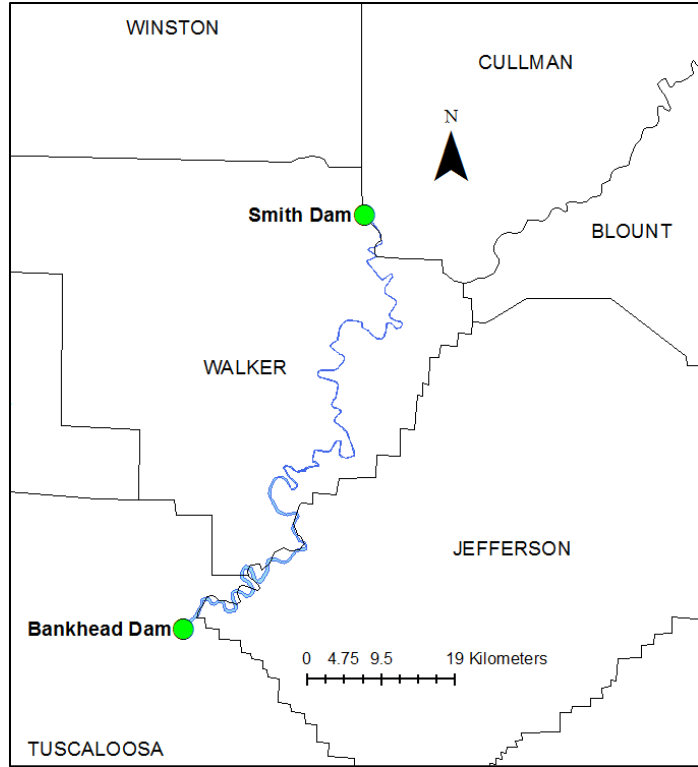 WINSTON
CULLMAN
N
Smith Dam
BLOUNT
WALKER
JEFFERSON
Bankhead Dam
0 4.75 9.5 19 Kilometers
TUSCALOOSA